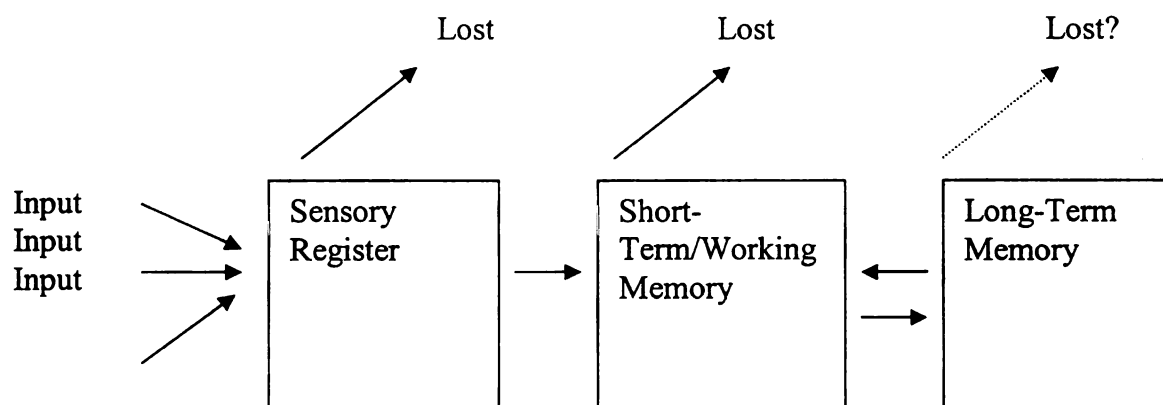 Lost
Lost
Lost?
Input
Input
Input
Sensory
Register
Short-
Term/Working
Memory
Long-Term
Memory